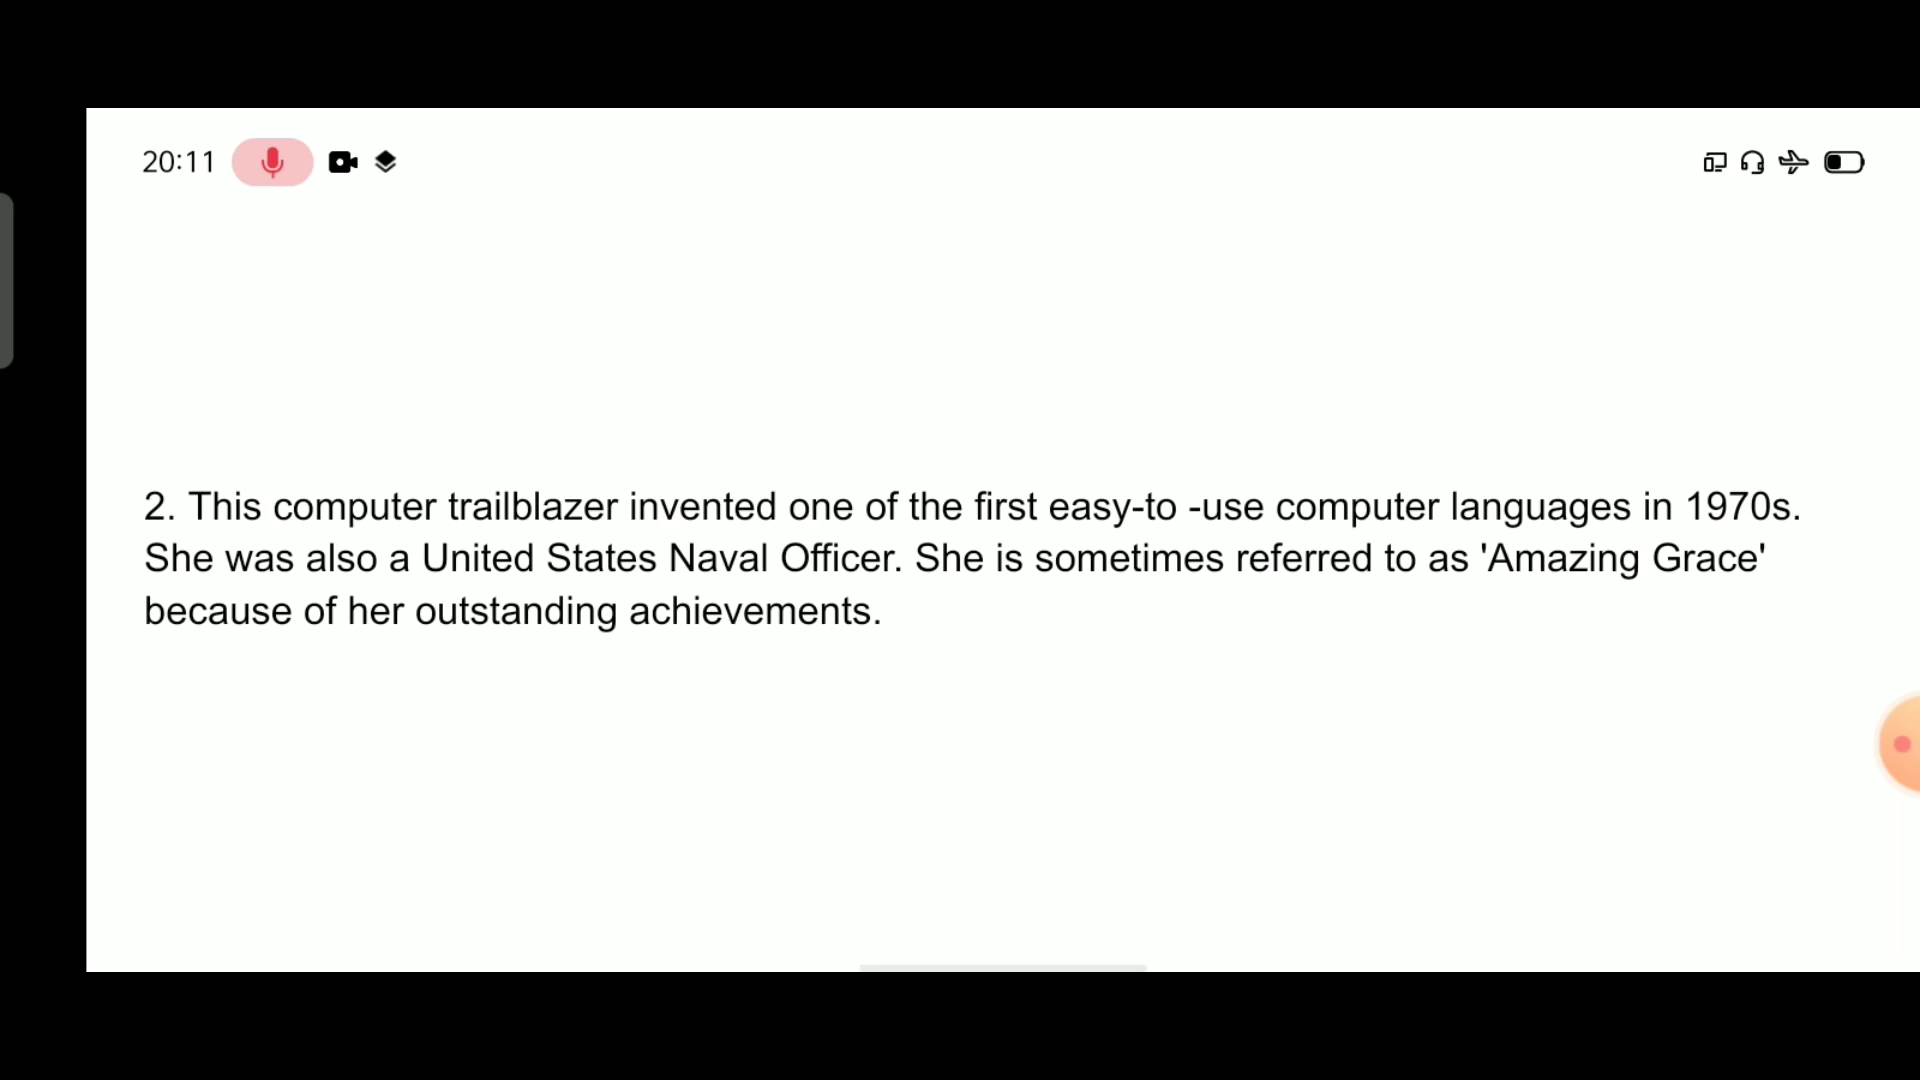 20:11
2. This computer trailblazer invented one of the first easy-to -use computer languages in 1970s.
She was also a United States Naval Officer. She is sometimes referred to as 'Amazing Grace'
because of her outstanding achievements.